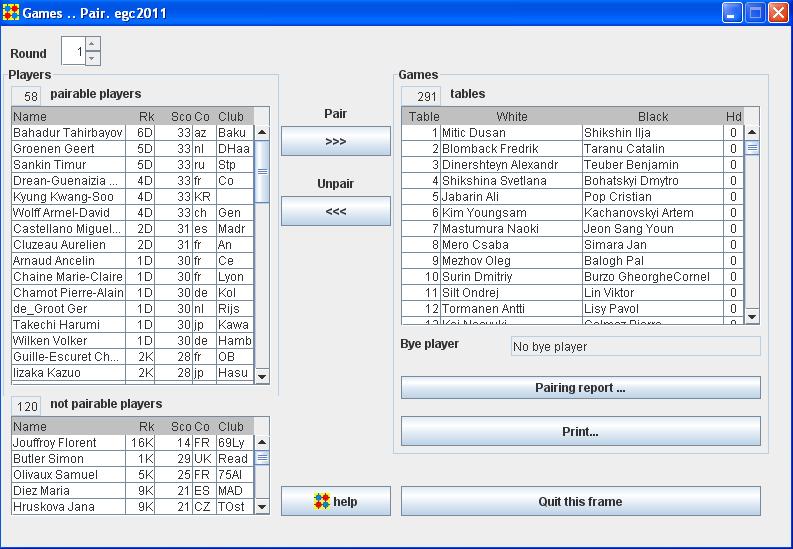 Games .. Pair. egc2011
Round 1
Players
58 pairable players
Name Rk Sco Co Club
Bahadur Tahirbayov 6D 33 az Baku
Groenen Geert 5D 33 nl DHaa
Sankin Timur 5D 33 ru Stp
Drean-Guenaizia ... 4D 33 fr Co
Kyung Kwang-Soo 4D 33 KR
Wolff Armel-David 4D 33 ch Gen
Castellano Miguel... 2D 31 es Madr
Cluzeau Aurelien 2D 31 fr An
Arnaud Ancelin 1D 30 fr Ce
Chaine Marie-Claire 1D 30 fr Lyon
Chamot Pierre-Alain 1D 30 de Kol
de_Groot Ger 1D 30 nl Rijs
Takechi Harumi 1D 30 jp Kawa
Wilken Volker 1D 30 de Hamb
Guille-Escuret Ch... 2K 28 fr OB
Iizaka Kazuo 2K 28 jp Hasu
120 not pairable players
Name Rk Sco Co Club
Jouffroy Florent 16K 14 FR 69Ly
Butler Simon 1K 29 UK Read
Olivaux Samuel 5K 25 FR 75Al
Diez Maria 9K 21 ES MAD
Hruskova Jana 9K 21 CZ TOst
Pair
>>>
Unpair
<<<
help
Games
291 tables
Table White Black Hd
1 Mitic Dusan Shikshin Ilja 0
2 Blomback Fredrik Taranu Catalin 0
3 Dinershteyn Alexandr Teuber Benjamin 0
4 Shikshina Svetlana Bohatskyi Dmytro 0
5 Jabarin Ali Pop Cristian 0
6 Kim Youngsam Kachanovskyi Artem 0
7 Mastumura Naoki Jeon Sang Youn 0
8 Mero Csaba Simara Jan 0
9 Mezhov Oleg Balogh Pal 0
10 Surin Dmitriy Burzo GheorgheCornel 0
11 Silt Ondrej Lin Viktor 0
12 Tormanen Antti Lisy Pavol 0
Bye player No bye player
Pairing report ...
Print...
Quit this frame